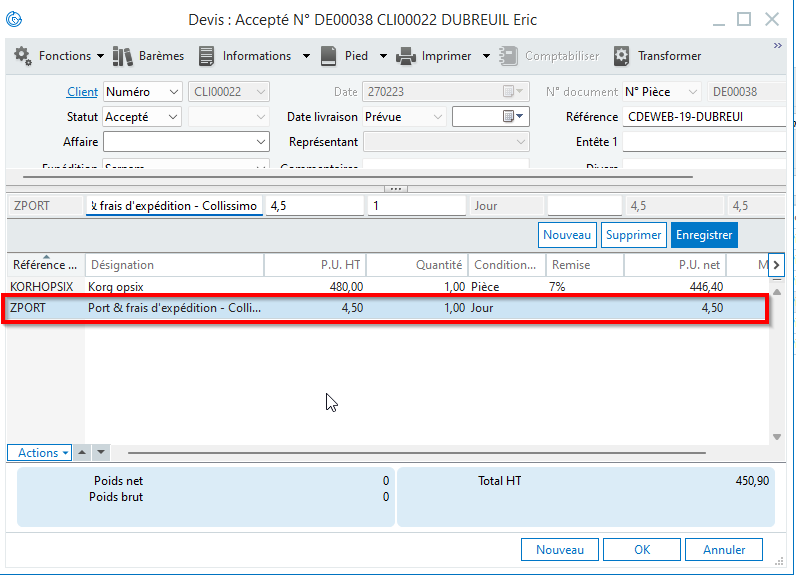 Devis : Accepté N° DE00038 CLI00022 DUBREUIL Eric
Fonctions Barèmes Informations Pied Imprimer Comptabiliser Transformer »
Client Numéro CLI00022 Date 270223 N° document N° Pièce DE00038
Statut Accepté Date livraison Prévue Référence CDEWEB-19-DUBREUI
Affaire Représentant Entête 1
Expédition Commentaires Divers
ZPORT & frais d'expédition - Collissimo 4,5 1 Jour 4,5 4,5
Nouveau Supprimer Enregistrer
Référence ... Désignation P.U. HT Quantité Condition... Remise P.U. net M
KORHOPSIX Korg opsix 480,00 1,00 Pièce 7% 446,40
ZPORT Port & frais d'expédition - Colli... 4,50 1,00 Jour 4,50
Actions
Poids net 0 Total HT 450,90
Poids brut 0
Nouveau OK Annuler